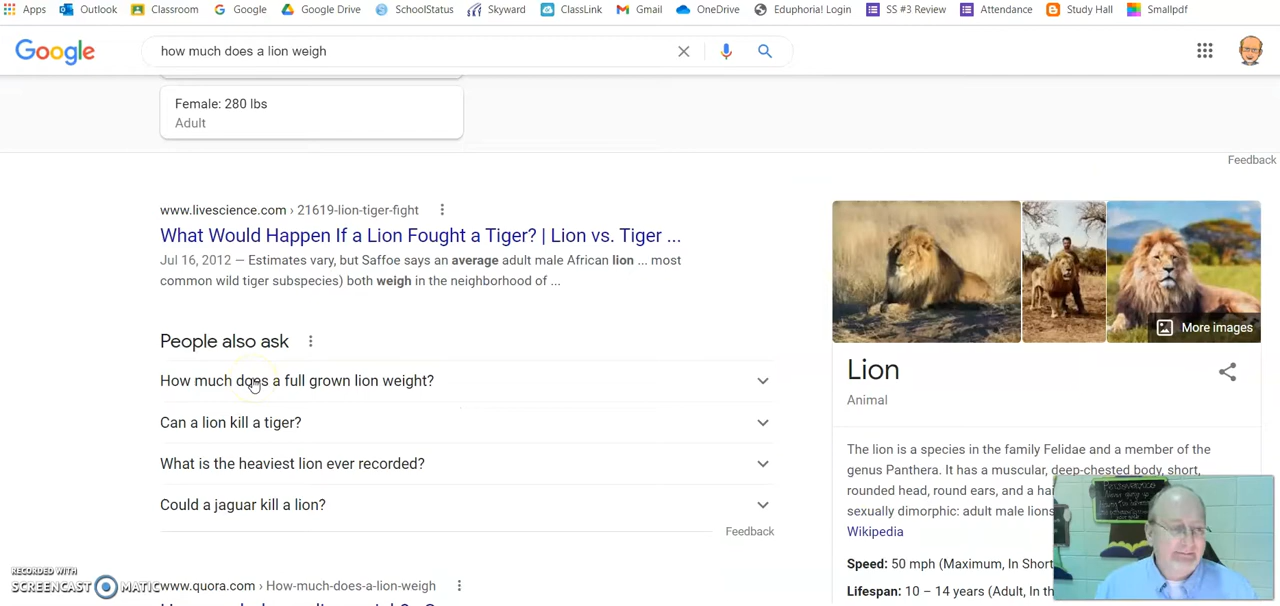 Apps Outlook Classroom Google Google Drive SchoolStatus Skyward ClassLink Gmail OneDrive Eduphoria! Login SS #3 Review Attendance Study Hall Smallpdf
Google how much does a lion weigh
Female: 280 lbs
Adult
Feedback
www.livescience.com › 21619-lion-tiger-fight
What Would Happen If a Lion Fought a Tiger? | Lion vs. Tiger ...
Jul 16, 2012 — Estimates vary, but Saffoe says an average adult male African lion ... most
common wild tiger subspecies) both weigh in the neighborhood of ...
People also ask
How much does a full grown lion weight?
Can a lion kill a tiger?
What is the heaviest lion ever recorded?
Could a jaguar kill a lion?
Feedback
www.quora.com › How-much-does-a-lion-weigh
More images
Lion
Animal
The lion is a species in the family Felidae and a member of the
genus Panthera. It has a muscular, deep-chested body, short,
rounded head, round ears, and a
sexually dimorphic: adult male lions
Wikipedia
Speed: 50 mph (Maximum, In Short
Lifespan: 10 – 14 years (Adult, In
RECORDED WITH
SCREENCAST MATIC